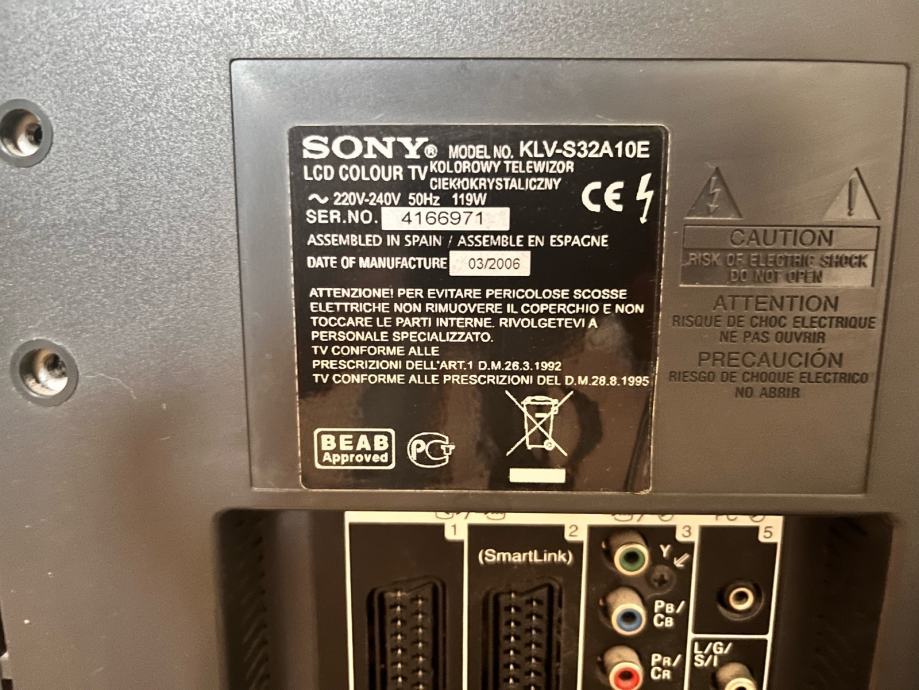 SONY® MODEL NO. KLV-S32A10E
LCD COLOUR TV KOLOROWY TELEWIZOR
CIEKŁOKRYSTALICZNY
~ 220V-240V 50Hz 119W
SER.NO. 4166971
ASSEMBLED IN SPAIN / ASSEMBLE EN ESPAGNE
DATE OF MANUFACTURE 03/2006
ATTENZIONE! PER EVITARE PERICOLOSE SCOSSE
ELETTRICHE NON RIMUOVERE IL COPERCHIO E NON
TOCCARE LE PARTI INTERNE. RIVOLGETEVI A
PERSONALE SPECIALIZZATO.
TV CONFORME ALLE
PRESCRIZIONI DELL'ART.1 D.M.26.3.1992
TV CONFORME ALLE PRESCRIZIONI DEL D.M.28.8.1995
CE
BEAB
Approved
PCT
CAUTION
RISK OF ELECTRIC SHOCK
DO NOT OPEN
ATTENTION
RISQUE DE CHOC ELECTRIQUE
NE PAS OUVRIR
PRECAUCIÓN
RIESGO DE CHOQUE ELECTRICO
NO ABRIR
1
2
(SmartLink)
3
Y
PB/
CB
PR/
CR
5
L/G/
S/I